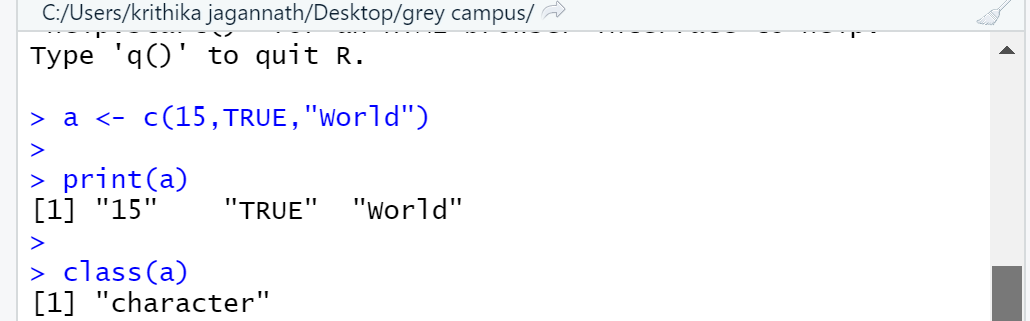 C:/Users/krithika jagannath/Desktop/grey campus/
Type 'q()' to quit R.
> a <- c(15,TRUE,"World")
>
> print(a)
[1] "15"    "TRUE"  "World"
>
> class(a)
[1] "character"